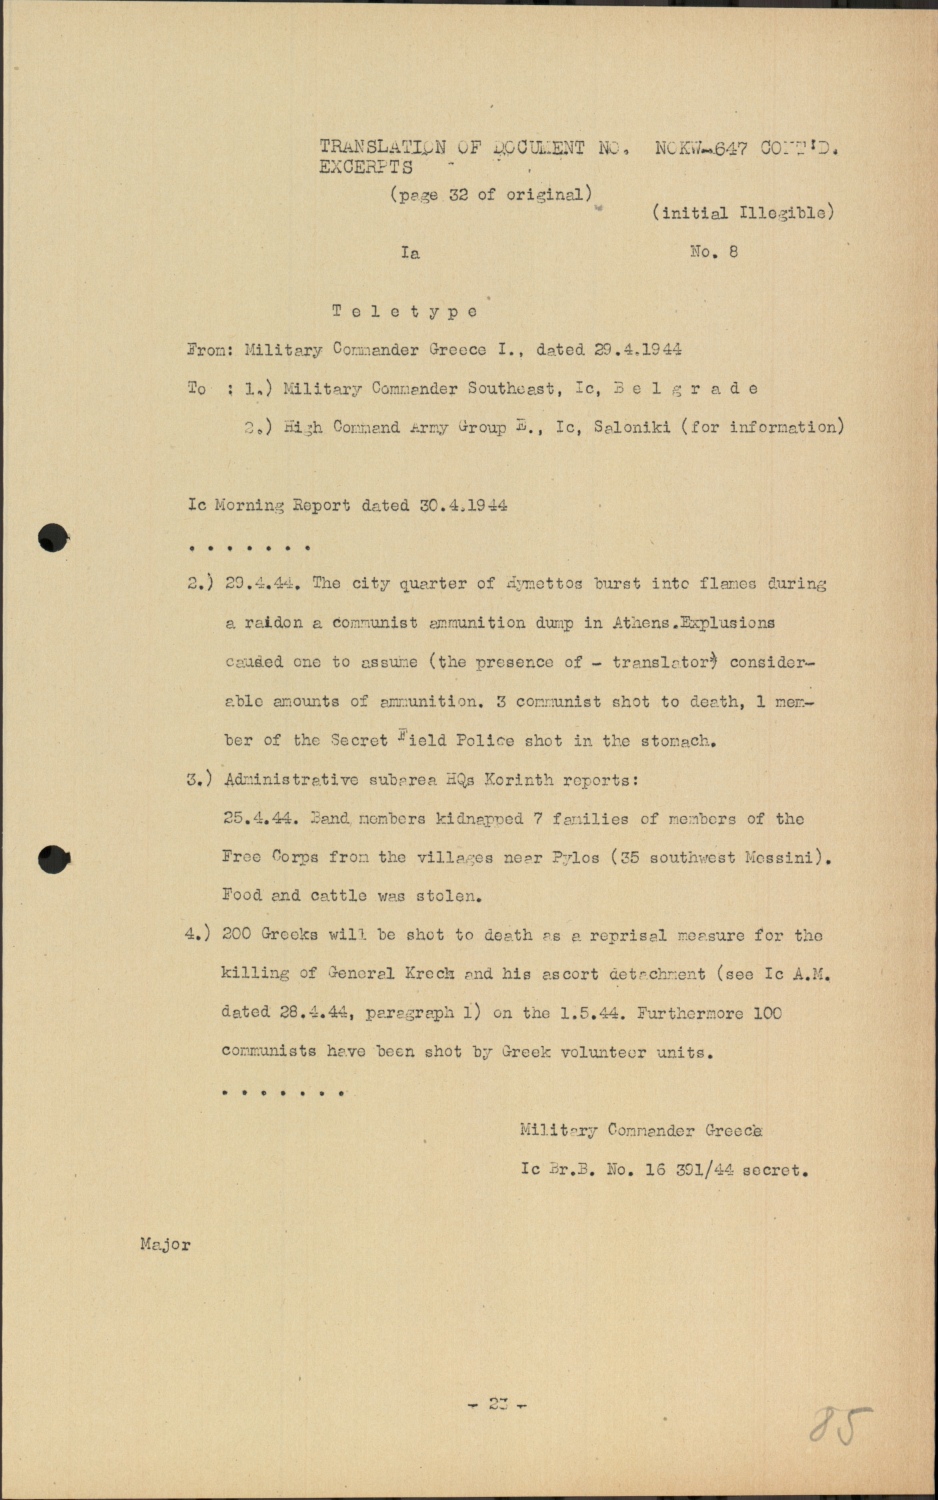 TRANSLATION OF DOCUMENT NO. NOKW-647 CONT'D.
EXCERPTS -
(page 32 of original)
(initial Illegible)
Ia No. 8
T e l e t y p e
From: Military Commander Greece I., dated 29.4.1944
To : 1.) Military Commander Southeast, Ic, B e l g r a d e
2.) High Command Army Group E., Ic, Saloniki (for information)
Ic Morning Report dated 30.4.1944
. . . . . . .
2.) 29.4.44. The city quarter of Hymettos burst into flames during
a raidon a communist ammunition dump in Athens.Explusions
caused one to assume (the presence of - translator) consider-
able amounts of ammunition. 3 communist shot to death, 1 mem-
ber of the Secret Field Police shot in the stomach.
3.) Administrative subarea HQs Korinth reports:
25.4.44. Band members kidnapped 7 families of members of the
Free Corps from the villages near Pylos (35 southwest Messini).
Food and cattle was stolen.
4.) 200 Greeks will be shot to death as a reprisal measure for the
killing of General Krech and his ascort detachment (see Ic A.M.
dated 28.4.44, paragraph 1) on the 1.5.44. Furthermore 100
communists have been shot by Greek volunteer units.
. . . . . . .
Military Commander Greece
Ic Br.B. No. 16 391/44 secret.
Major
- 23 -
85